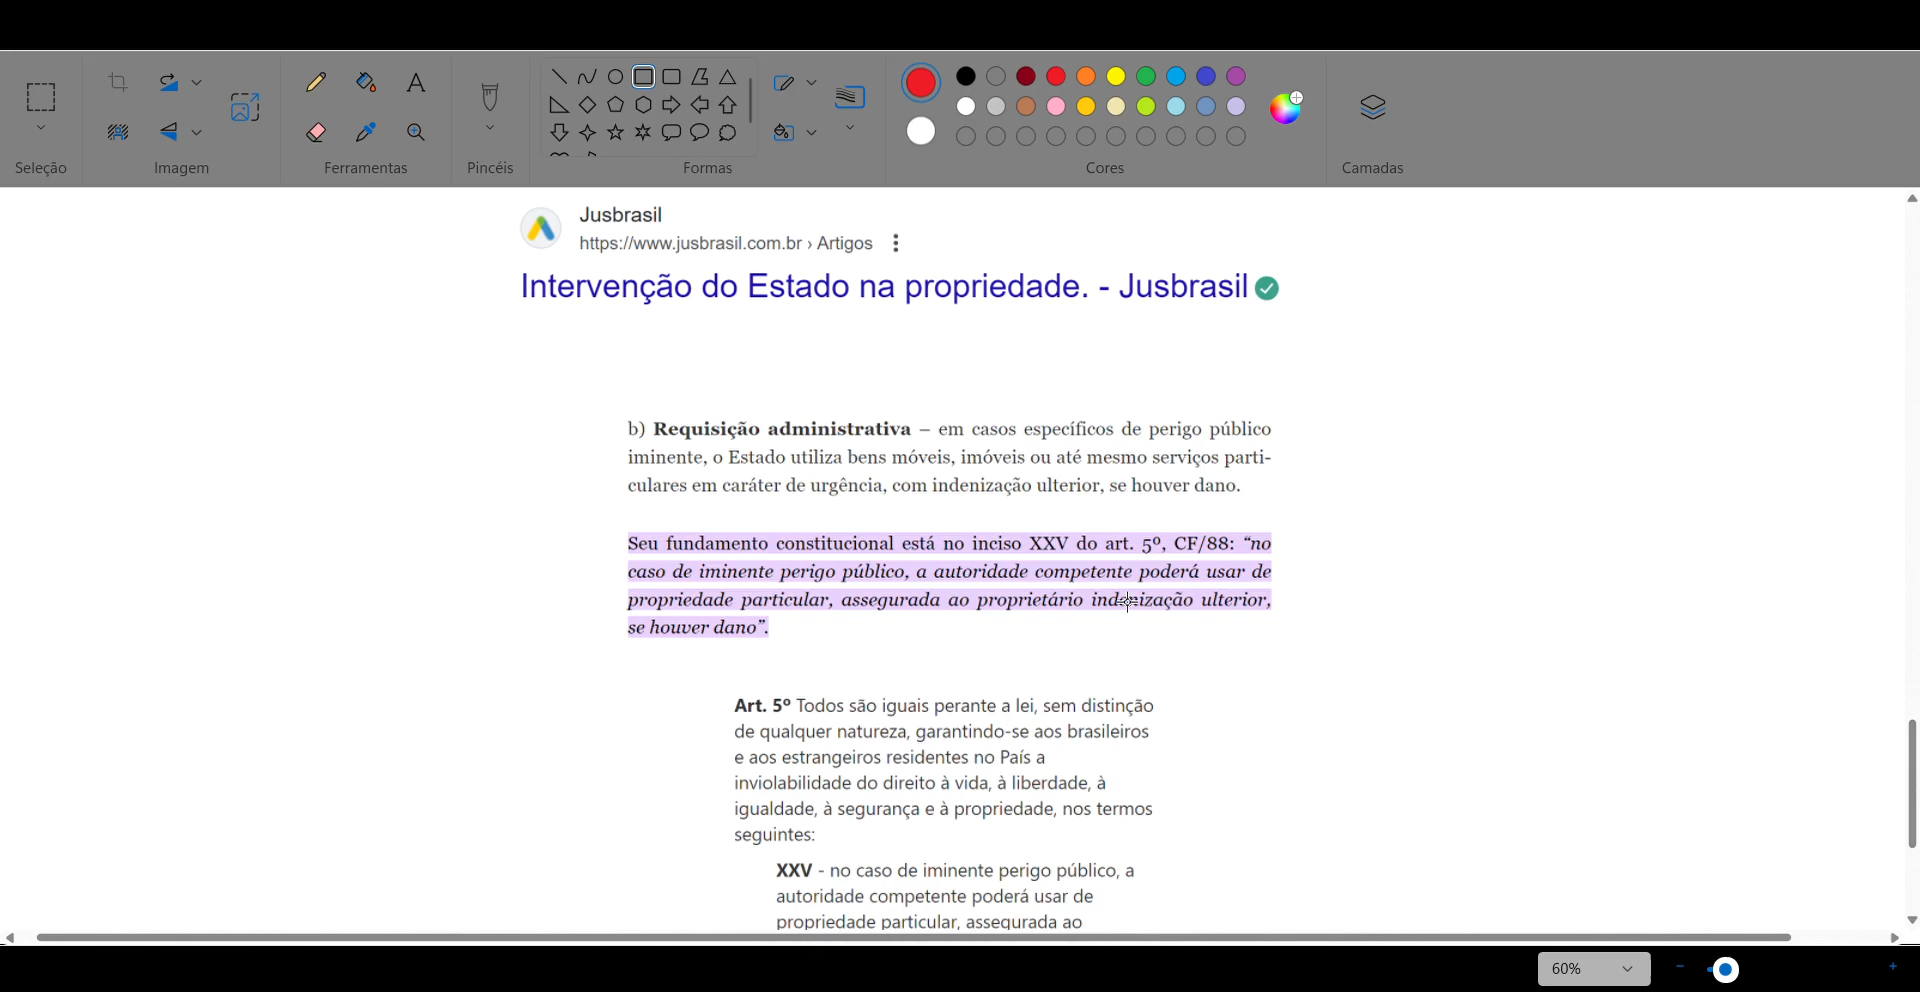 Seleção
Imagem
Ferramentas
Pincéis
Formas
Cores
Camadas
Jusbrasil
https://www.jusbrasil.com.br › Artigos
Intervenção do Estado na propriedade. - Jusbrasil
b) Requisição administrativa – em casos específicos de perigo público
iminente, o Estado utiliza bens móveis, imóveis ou até mesmo serviços parti-
culares em caráter de urgência, com indenização ulterior, se houver dano.
Seu fundamento constitucional está no inciso XXV do art. 5º, CF/88: “no
caso de iminente perigo público, a autoridade competente poderá usar de
propriedade particular, assegurada ao proprietário indenização ulterior,
se houver dano”.
Art. 5º Todos são iguais perante a lei, sem distinção
de qualquer natureza, garantindo-se aos brasileiros
e aos estrangeiros residentes no País a
inviolabilidade do direito à vida, à liberdade, à
igualdade, à segurança e à propriedade, nos termos
seguintes:
XXV - no caso de iminente perigo público, a
autoridade competente poderá usar de
propriedade particular, assegurada ao
60%